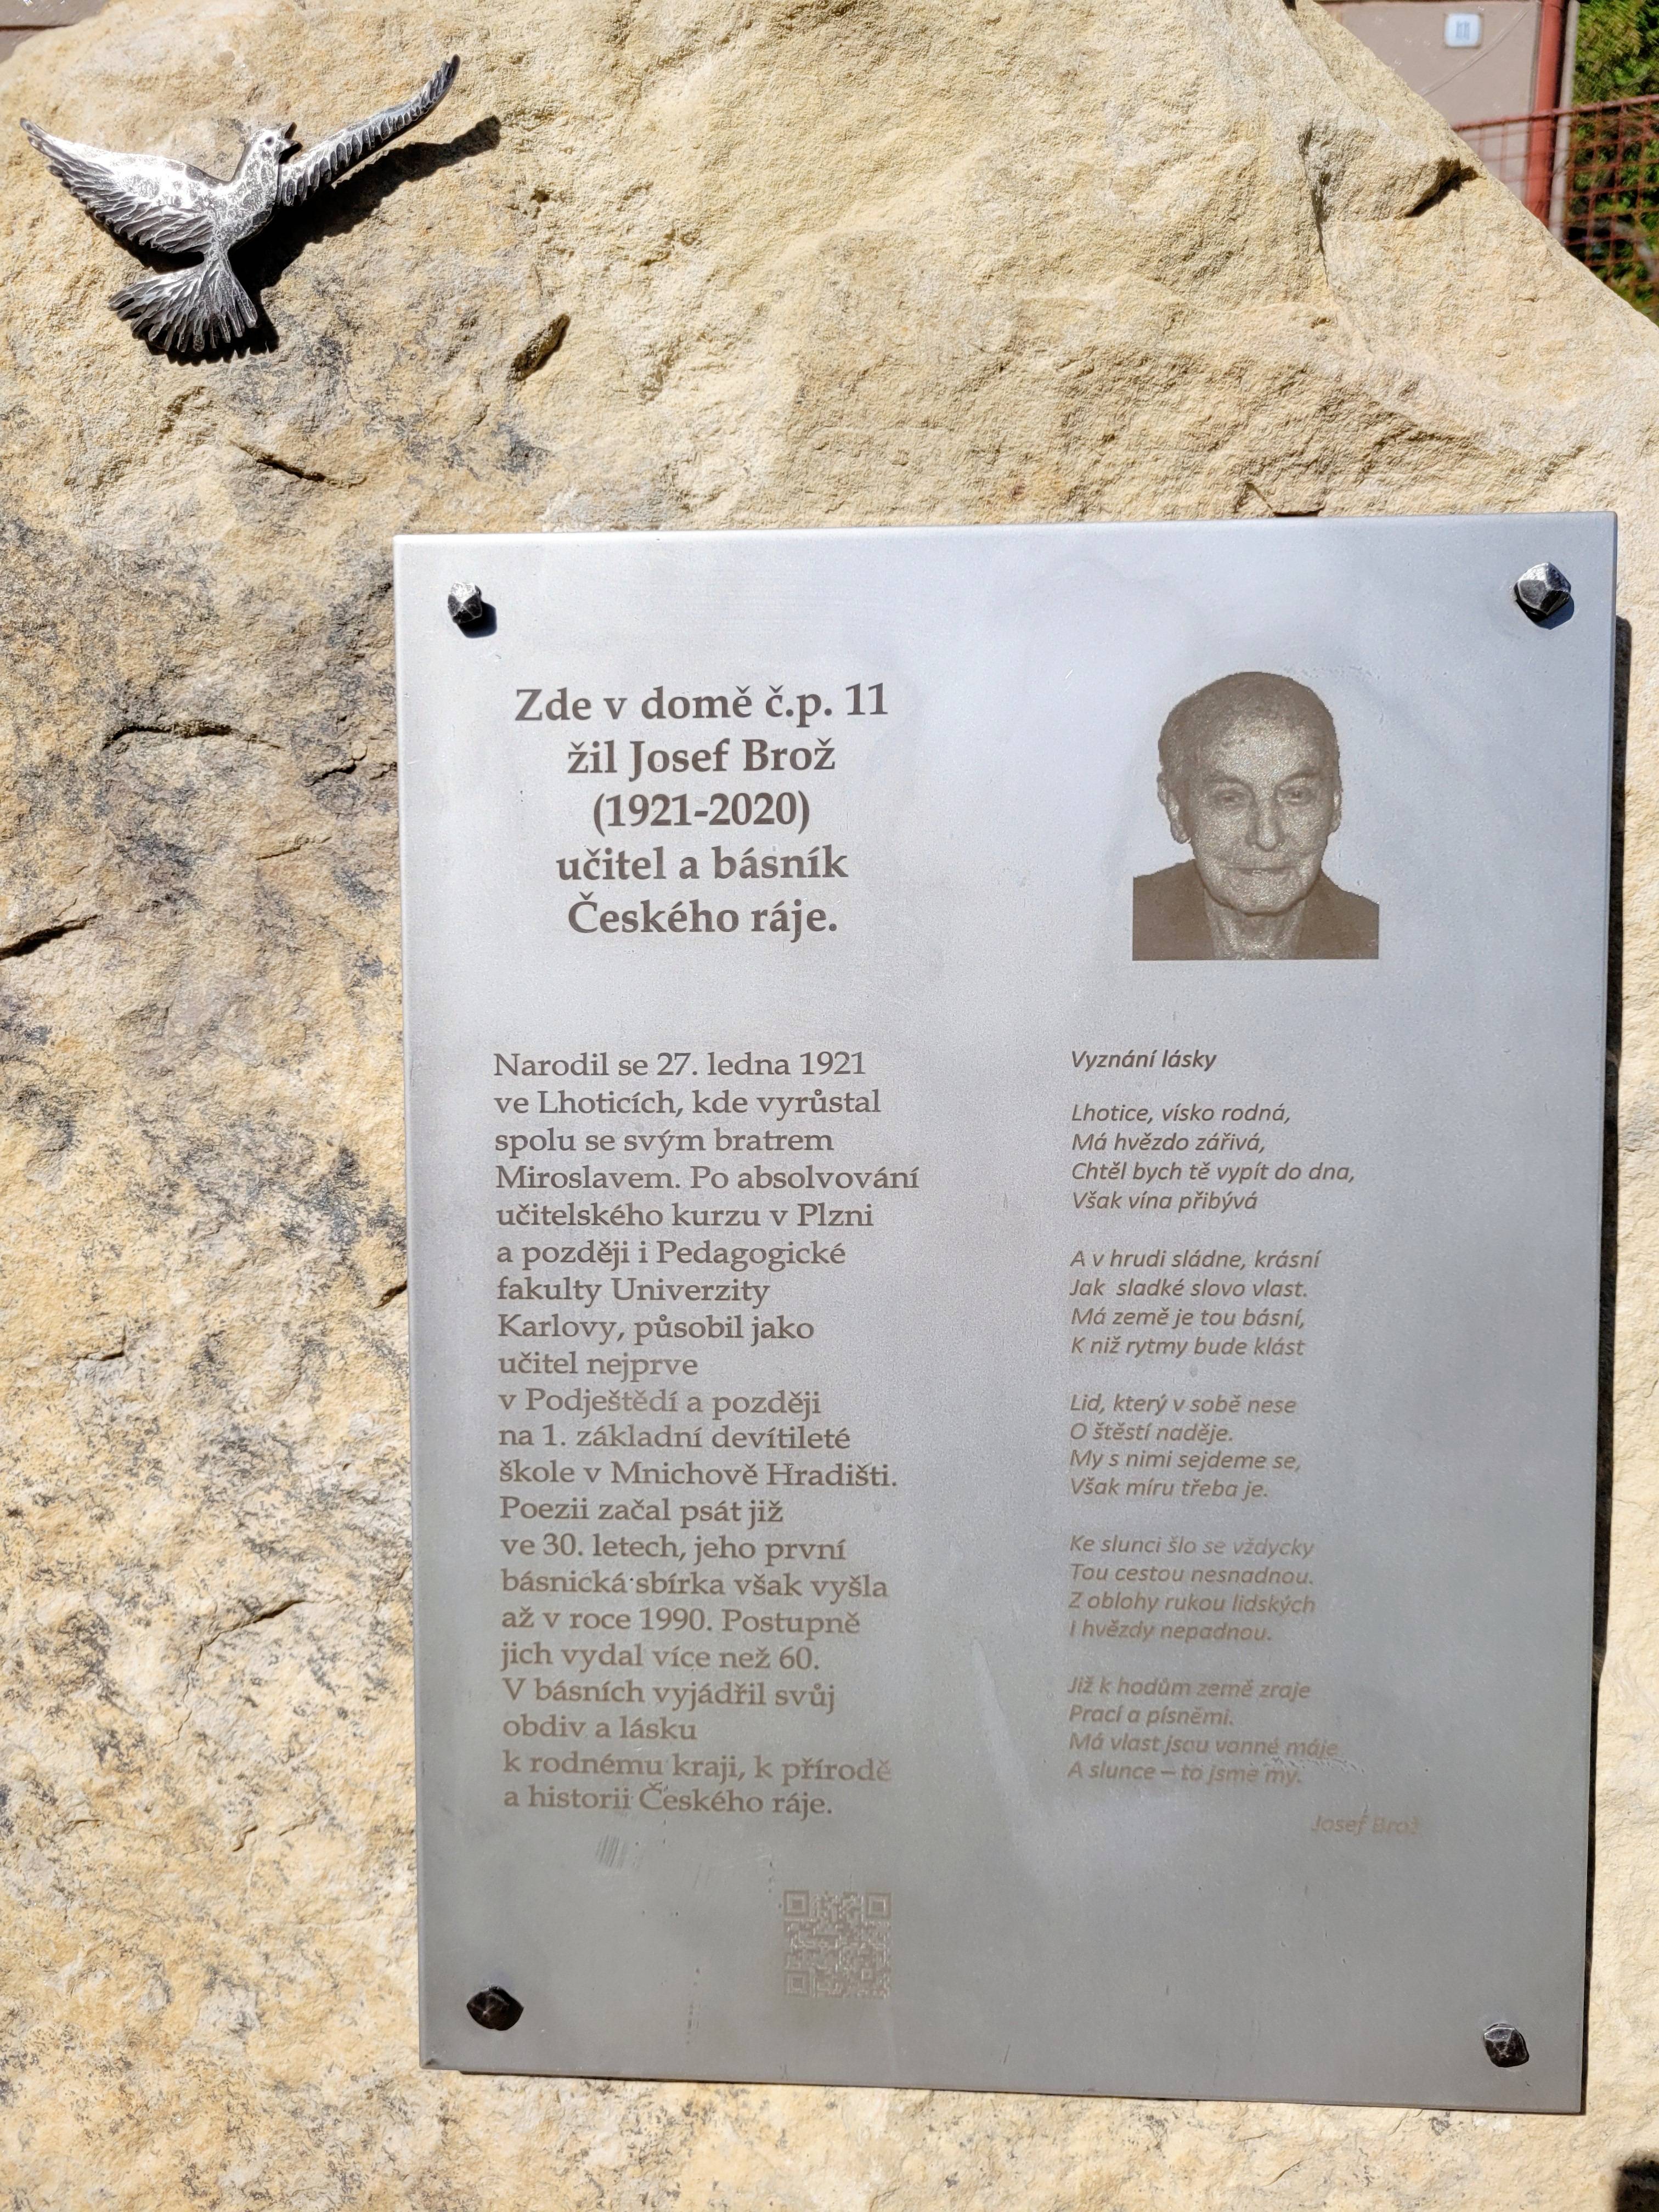 Zde v domě č.p. 11
žil Josef Brož
(1921-2020)
učitel a básník
Českého ráje.
Narodil se 27. ledna 1921
ve Lhoticích, kde vyrůstal
spolu se svým bratrem
Miroslavem. Po absolvování
učitelského kurzu v Plzni
a později i Pedagogické
fakulty Univerzity
Karlovy, působil jako
učitel nejprve
v Podještědí a později
na 1. základní devítileté
škole v Mnichově Hradišti.
Poezii začal psát již
ve 30. letech, jeho první
básnická sbírka však vyšla
až v roce 1990. Postupně
jich vydal více než 60.
V básních vyjádřil svůj
obdiv a lásku
k rodnému kraji, k přírodě
a historii Českého ráje.
Vyznání lásky
Lhotice, vísko rodná,
Má hvězdo zářivá,
Chtěl bych tě vypít do dna,
Však vína přibývá
A v hrudi sládne, krásní
Jak sladké slovo vlast.
Má země je tou básní,
K niž rytmy bude klást
Lid, který v sobě nese
O štěstí naděje.
My s nimi sejdeme se,
Však míru třeba je.
Ke slunci šlo se vždycky
Tou cestou nesnadnou.
Z oblohy rukou lidských
I hvězdy nepadnou.
Již k hodům země zraje
Prací a písněmi.
Má vlast jsou vonné máje
A slunce – to jsme my.
Josef Brož